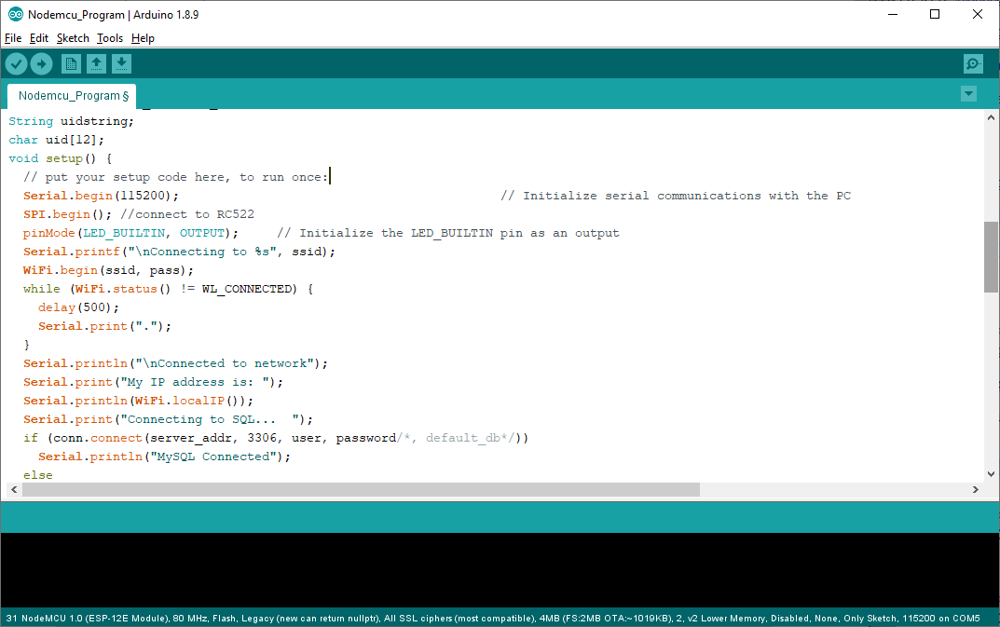 Nodemcu_Program | Arduino 1.8.9
File Edit Sketch Tools Help
Nodemcu_Program §
String uidstring;
char uid[12];
void setup() {
  // put your setup code here, to run once:
  Serial.begin(115200);                                           // Initialize serial communications with the PC
  SPI.begin(); //connect to RC522
  pinMode(LED_BUILTIN, OUTPUT);     // Initialize the LED_BUILTIN pin as an output
  Serial.printf("\nConnecting to %s", ssid);
  WiFi.begin(ssid, pass);
  while (WiFi.status() != WL_CONNECTED) {
    delay(500);
    Serial.print(".");
  }
  Serial.println("\nConnected to network");
  Serial.print("My IP address is: ");
  Serial.println(WiFi.localIP());
  Serial.print("Connecting to SQL...  ");
  if (conn.connect(server_addr, 3306, user, password/*, default_db*/))
    Serial.println("MySQL Connected");
  else
31 NodeMCU 1.0 (ESP-12E Module), 80 MHz, Flash, Legacy (new can return nullptr), All SSL ciphers (most compatible), 4MB (FS:2MB OTA:~1019KB), 2, v2 Lower Memory, Disabled, None, Only Sketch, 115200 on COM5